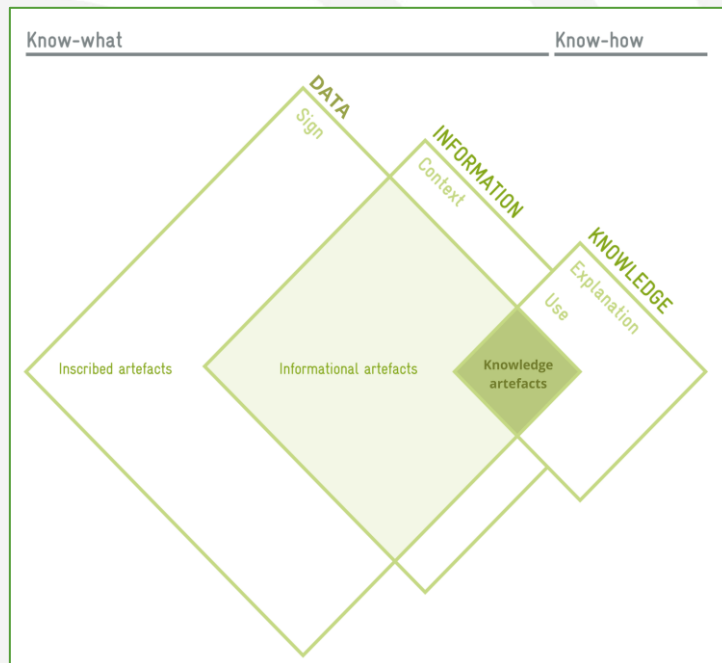 Know-what
Know-how
DATA
Sign
INFORMATION
Context
KNOWLEDGE
Explanation
Use
Inscribed artefacts
Informational artefacts
Knowledge
artefacts